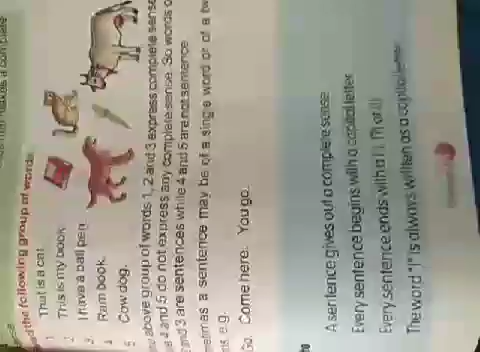 the following group of words
1. That is a cat.
2. This is my book
3. I have a ball pen
4. Ram book.
5. Cow dog.
above group of words 1, 2 and 3 express complete sense
4 and 5 do not express any complete sense. So words
and 3 are sentences while 4 and 5 are not sentence
a sentence may be of a single word or of a
e.g.
Go. Come here. You go.
A sentence gives out a complete sense
Every sentence begins with a capital letter
Every sentence ends with a
The word "I" is always written as a capital